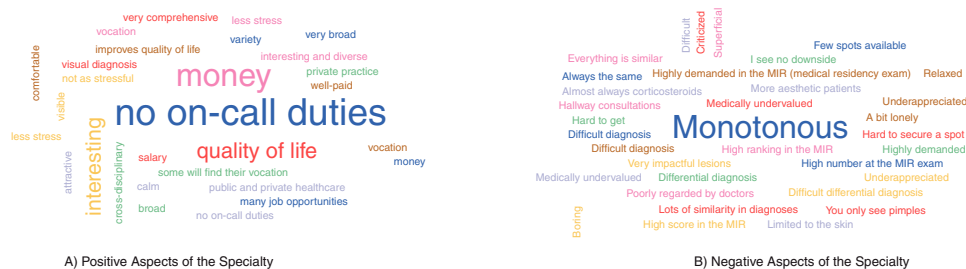 very comprehensive
less stress
vocation
variety
very broad
improves quality of life
interesting and diverse
comfortable
visual diagnosis
money
private practice
not as stressful
well-paid
visible
no on-call duties
less stress
interesting
quality of life
vocation
salary
money
cross-disciplinary
some will find their vocation
attractive
calm
public and private healthcare
many job opportunities
broad
no on-call duties
A) Positive Aspects of the Specialty
Difficult
Criticized
Superficial
Few spots available
Everything is similar
I see no downside
Always the same
Highly demanded in the MIR (medical residency exam)
Relaxed
Almost always corticosteroids
More aesthetic patients
Hallway consultations
Medically undervalued
Underappreciated
Hard to get
A bit lonely
Monotonous
Difficult diagnosis
Hard to secure a spot
Difficult diagnosis
High ranking in the MIR
Highly demanded
Very impactful lesions
High number at the MIR exam
Medically undervalued
Differential diagnosis
Underappreciated
Poorly regarded by doctors
Difficult differential diagnosis
Boring
Lots of similarity in diagnoses
You only see pimples
High score in the MIR
Limited to the skin
B) Negative Aspects of the Specialty